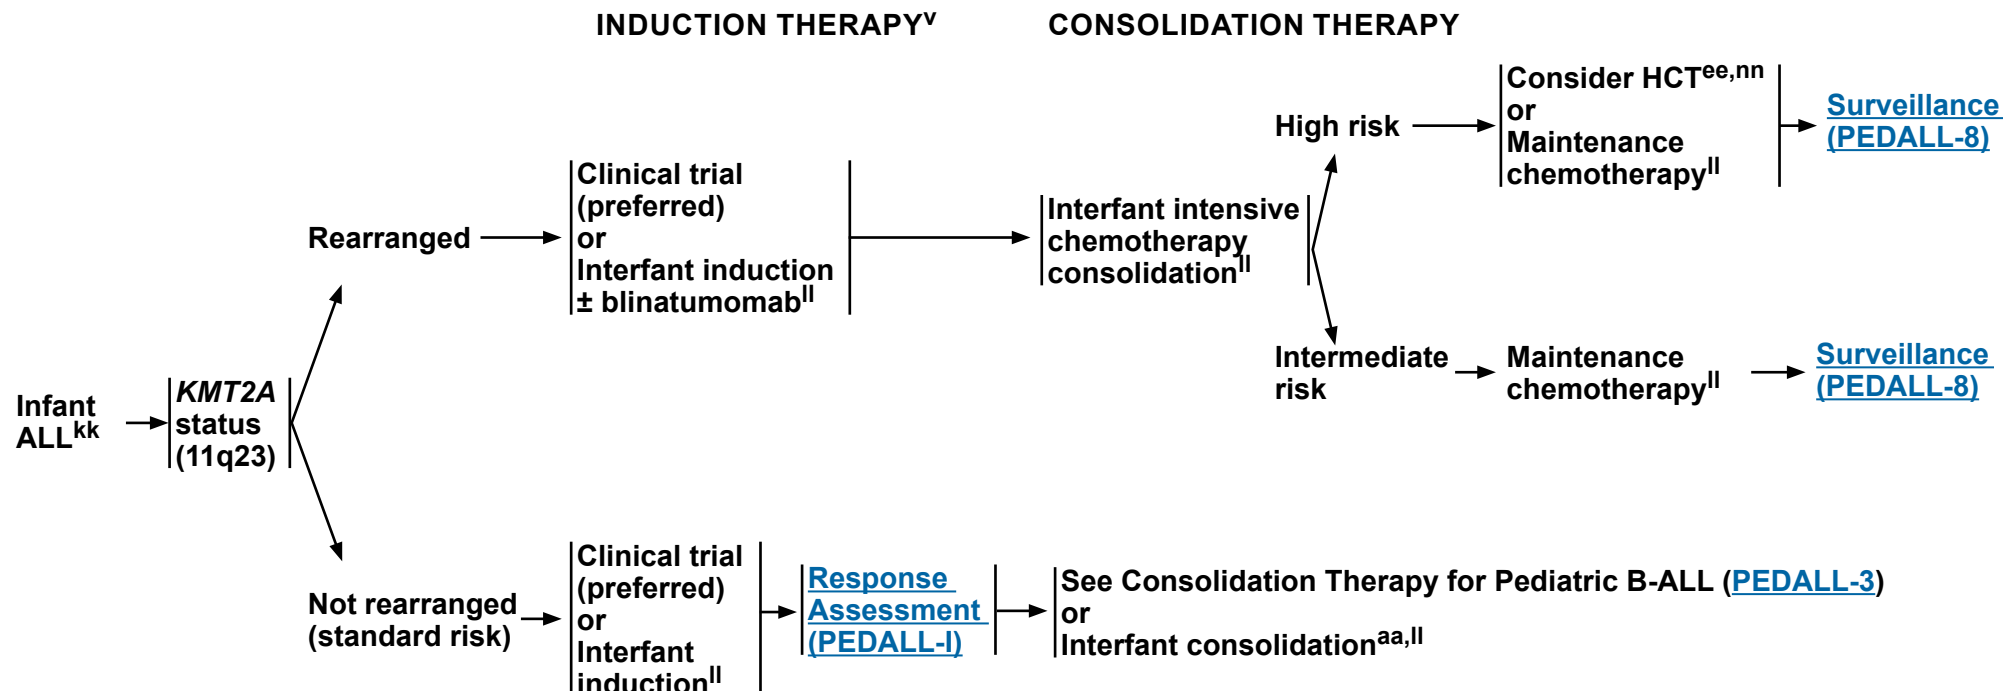 INDUCTION THERAPYᵛ
CONSOLIDATION THERAPY
Infant
ALLᵏᵏ
KMT2A
status
(11q23)
Rearranged
Clinical trial
(preferred)
or
Interfant induction
± blinatumomabˡˡ
Interfant intensive
chemotherapy
consolidationˡˡ
High risk
Consider HCTᵉᵉ,ⁿⁿ
or
Maintenance
chemotherapyˡˡ
Surveillance
(PEDALL-8)
Intermediate
risk
Maintenance
chemotherapyˡˡ
Surveillance
(PEDALL-8)
Not rearranged
(standard risk)
Clinical trial
(preferred)
or
Interfant
inductionˡˡ
Response
Assessment
(PEDALL-I)
See Consolidation Therapy for Pediatric B-ALL (PEDALL-3)
or
Interfant consolidationᵃᵃ,ˡˡ